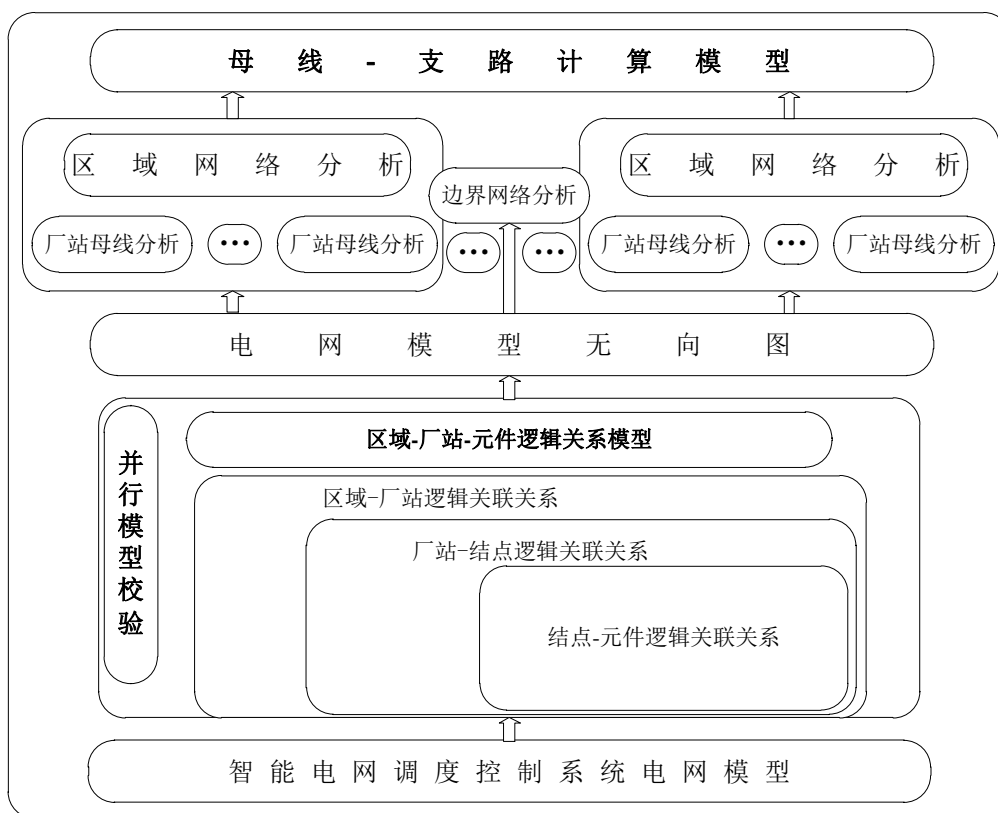 母线-支路计算模型
区域网络分析
区域网络分析
边界网络分析
厂站母线分析
•••
厂站母线分析
•••
•••
厂站母线分析
•••
厂站母线分析
电网模型无向图
并行模型校验
区域-厂站-元件逻辑关系模型
区域-厂站逻辑关联关系
厂站-结点逻辑关联关系
结点-元件逻辑关联关系
智能电网调度控制系统电网模型